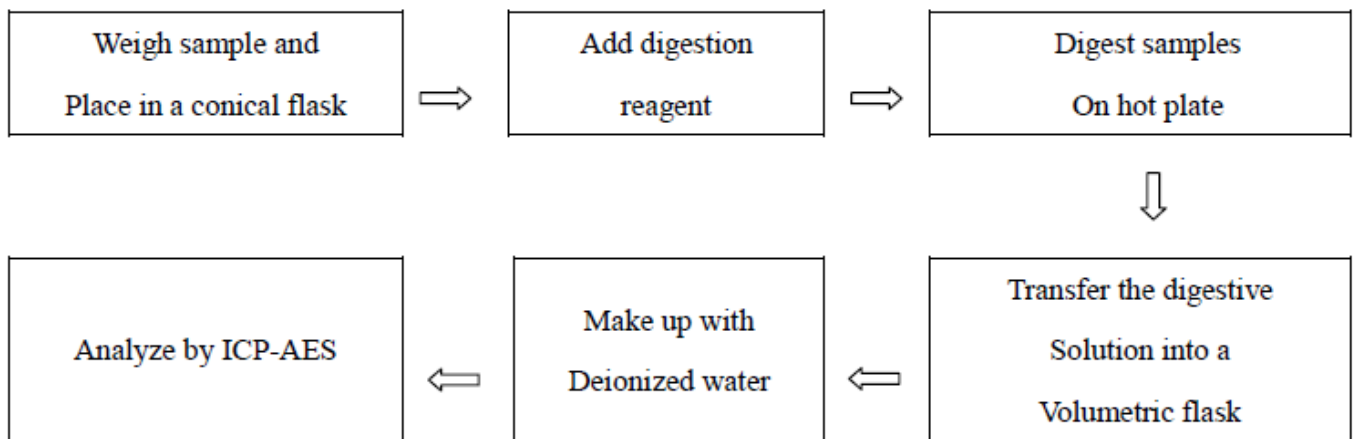 Weigh sample and
Place in a conical flask
Add digestion
reagent
Digest samples
On hot plate
Transfer the digestive
Solution into a
Volumetric flask
Make up with
Deionized water
Analyze by ICP-AES